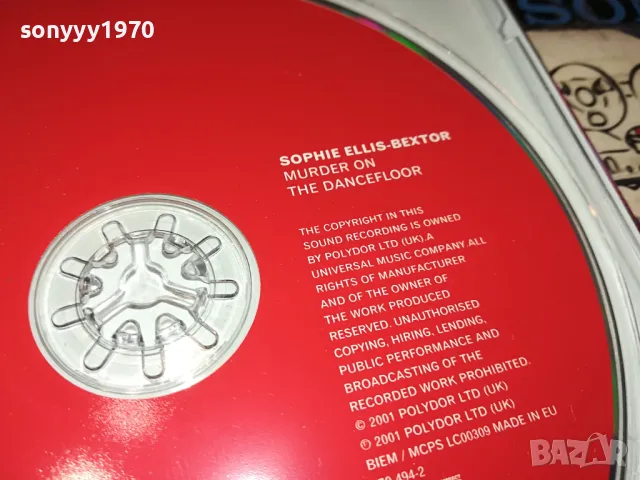 sonyyy1970
SOPHIE ELLIS-BEXTOR
MURDER ON
THE DANCEFLOOR
THE COPYRIGHT IN THIS
SOUND RECORDING IS OWNED
BY POLYDOR LTD (UK). A
UNIVERSAL MUSIC COMPANY. ALL
RIGHTS OF MANUFACTURER
AND OF THE OWNER OF
THE WORK PRODUCED
RESERVED. UNAUTHORISED
COPYING, HIRING, LENDING,
PUBLIC PERFORMANCE AND
BROADCASTING OF THE
RECORDED WORK PROHIBITED.
© 2001 POLYDOR LTD (UK)
℗ 2001 POLYDOR LTD (UK)
BIEM / MCPS LC00309 MADE IN EU
494-2
BAZAR
bg